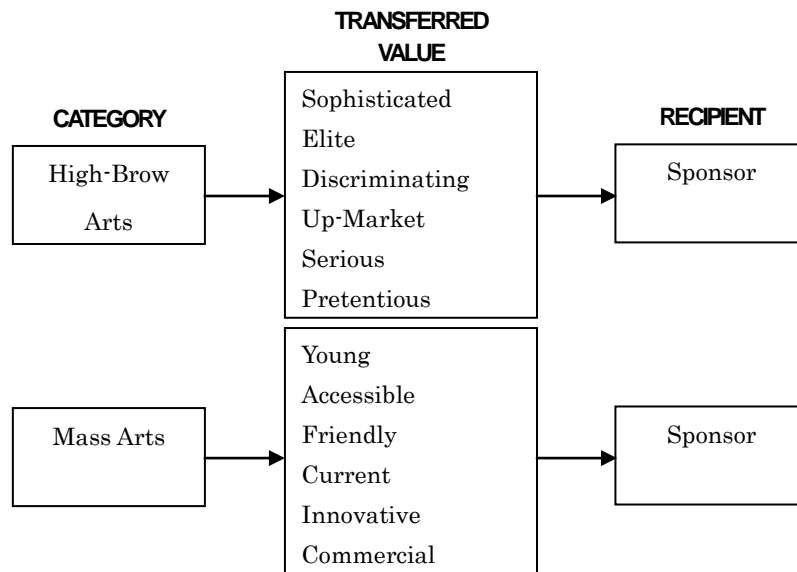 TRANSFERRED
VALUE
CATEGORY
RECIPIENT
High-Brow
Arts
Sophisticated
Elite
Discriminating
Up-Market
Serious
Pretentious
Sponsor
Mass Arts
Young
Accessible
Friendly
Current
Innovative
Commercial
Sponsor